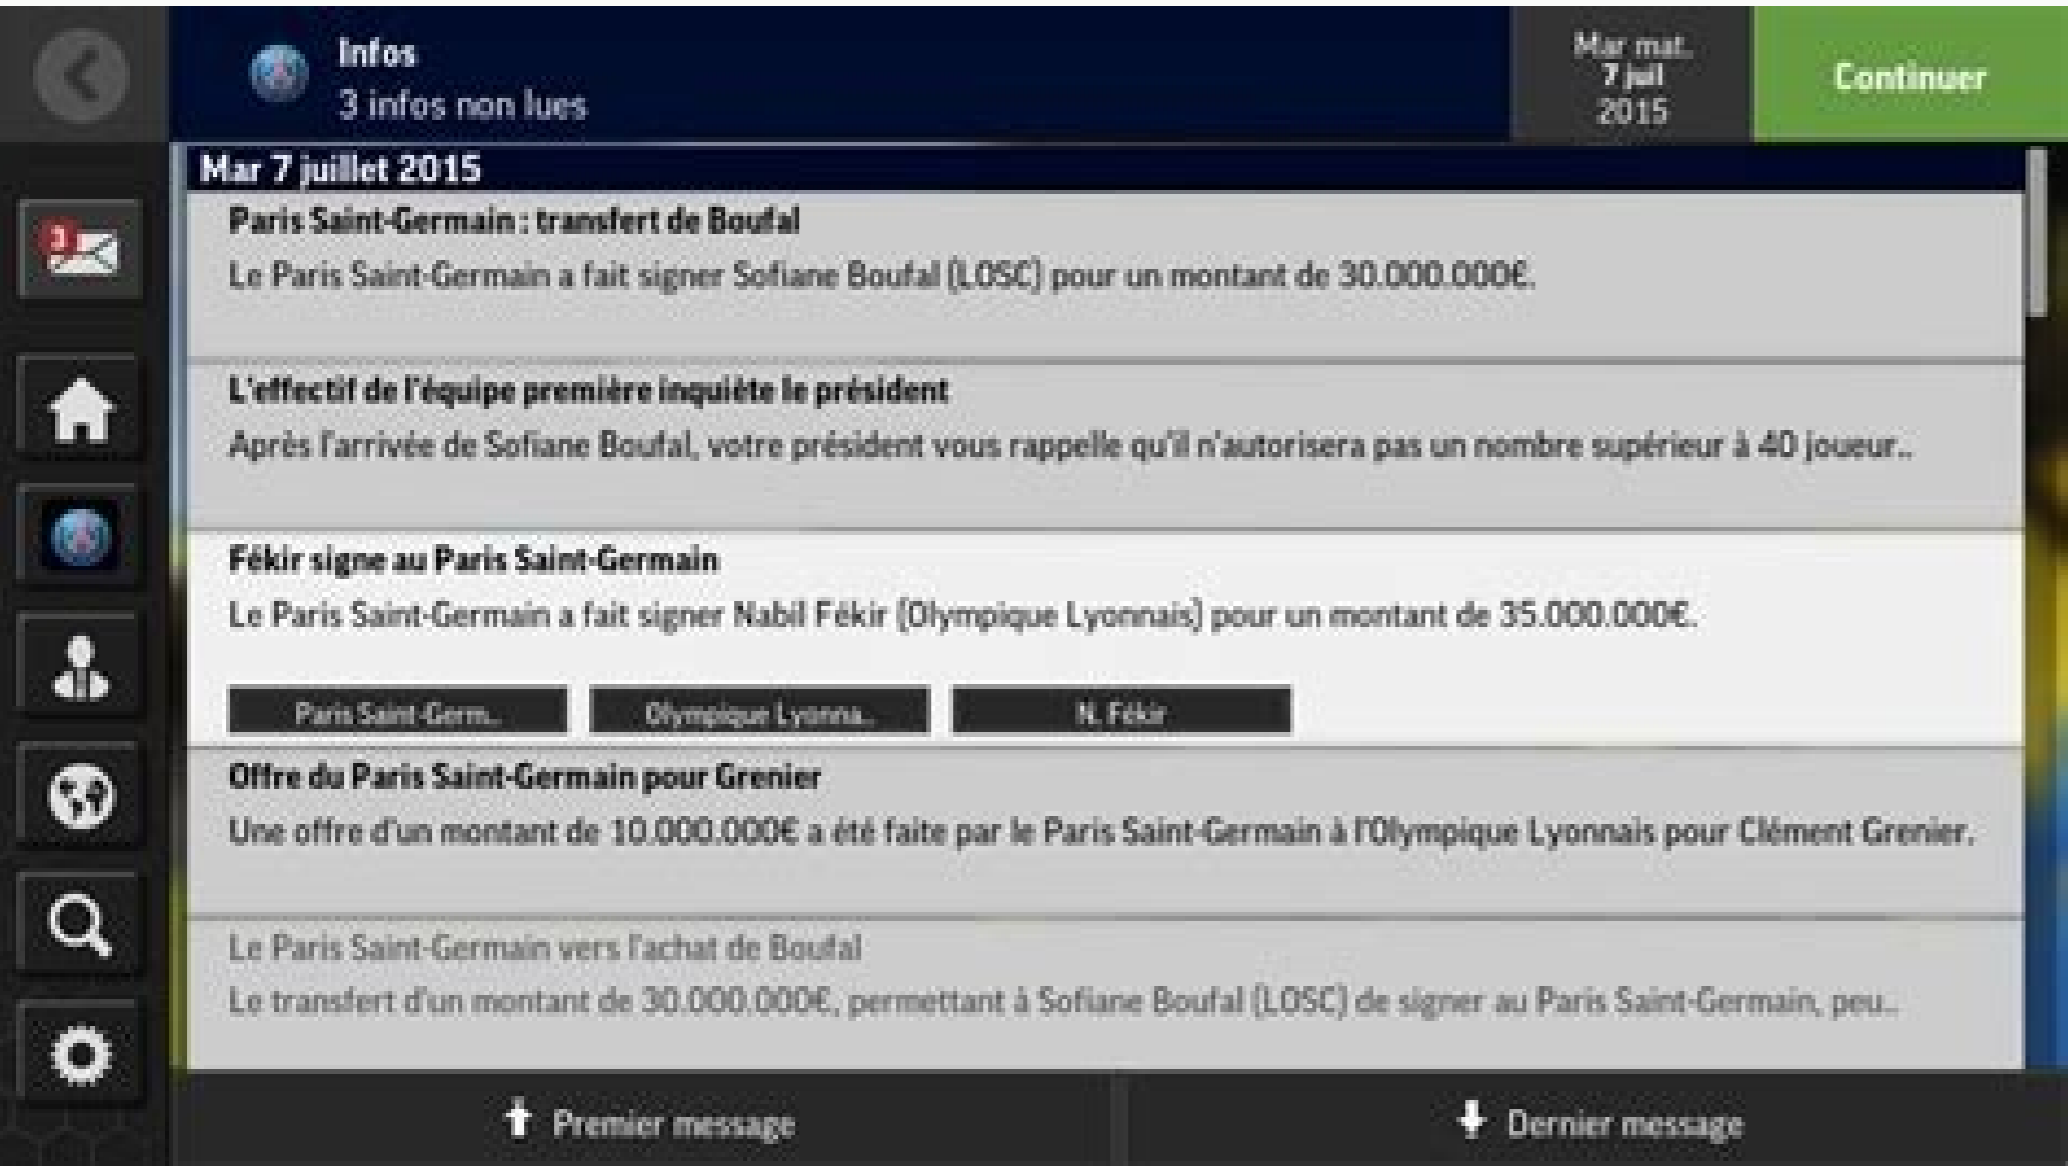 Infos
3 infos non lues
Mar mat.
7 juil
2015
Continuer
Mar 7 juillet 2015
3
Paris Saint-Germain : transfert de Boufal
Le Paris Saint-Germain a fait signer Sofiane Boufal (LOSC) pour un montant de 30.000.000€.
L'effectif de l'équipe première inquiète le président
Après l'arrivée de Sofiane Boufal, votre président vous rappelle qu'il n'autorisera pas un nombre supérieur à 40 joueur..
Fékir signe au Paris Saint-Germain
Le Paris Saint-Germain a fait signer Nabil Fékir (Olympique Lyonnais) pour un montant de 35.000.000€.
Paris Saint-Germ..
Olympique Lyonna..
N. Fékir
Offre du Paris Saint-Germain pour Grenier
Une offre d'un montant de 10.000.000€ a été faite par le Paris Saint-Germain à l'Olympique Lyonnais pour Clément Grenier.
Le Paris Saint-Germain vers l'achat de Boufal
Le transfert d'un montant de 30.000.000€, permettant à Sofiane Boufal (LOSC) de signer au Paris Saint-Germain, peu..
Premier message
Dernier message